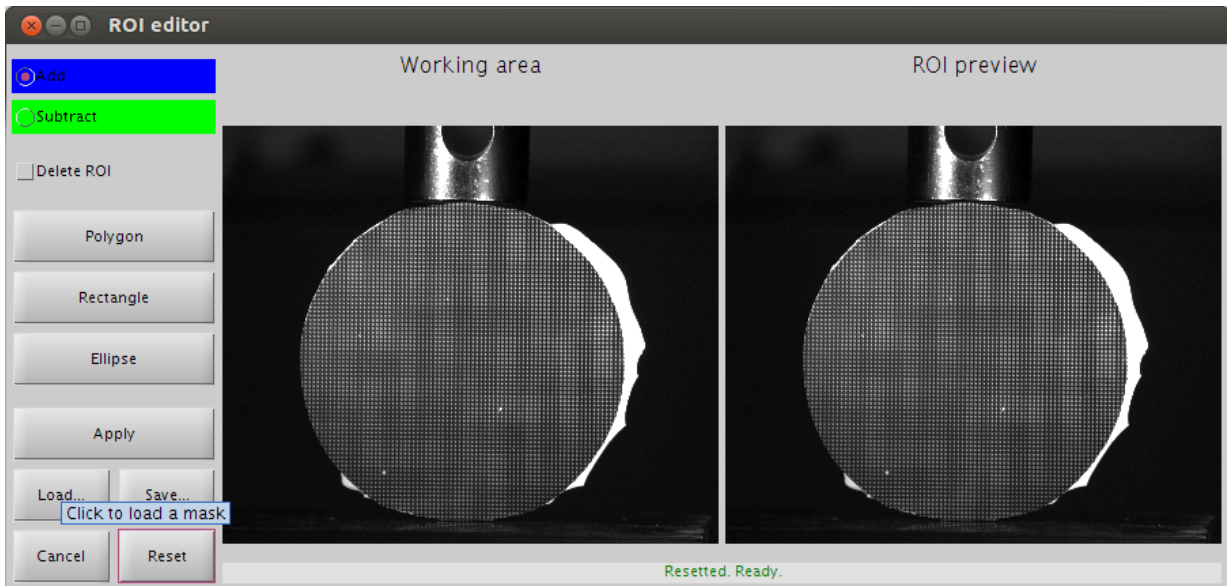 ROI editor
Add
Subtract
Delete ROI
Polygon
Rectangle
Ellipse
Apply
Load...
Save...
Click to load a mask
Cancel
Reset
Working area
ROI preview
Resetted. Ready.